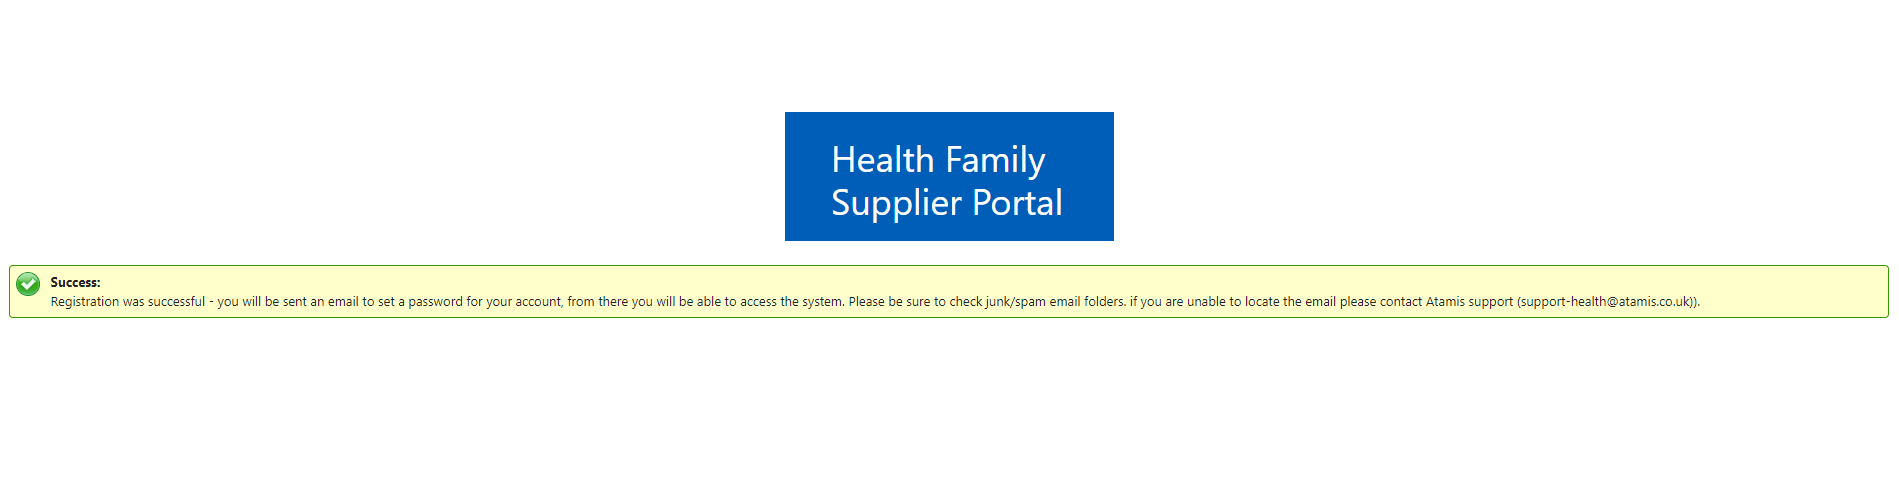 Health Family
Supplier Portal
Success:
Registration was successful - you will be sent an email to set a password for your account, from there you will be able to access the system. Please be sure to check junk/spam email folders. if you are unable to locate the email please contact Atamis support (support-health@atamis.co.uk)).